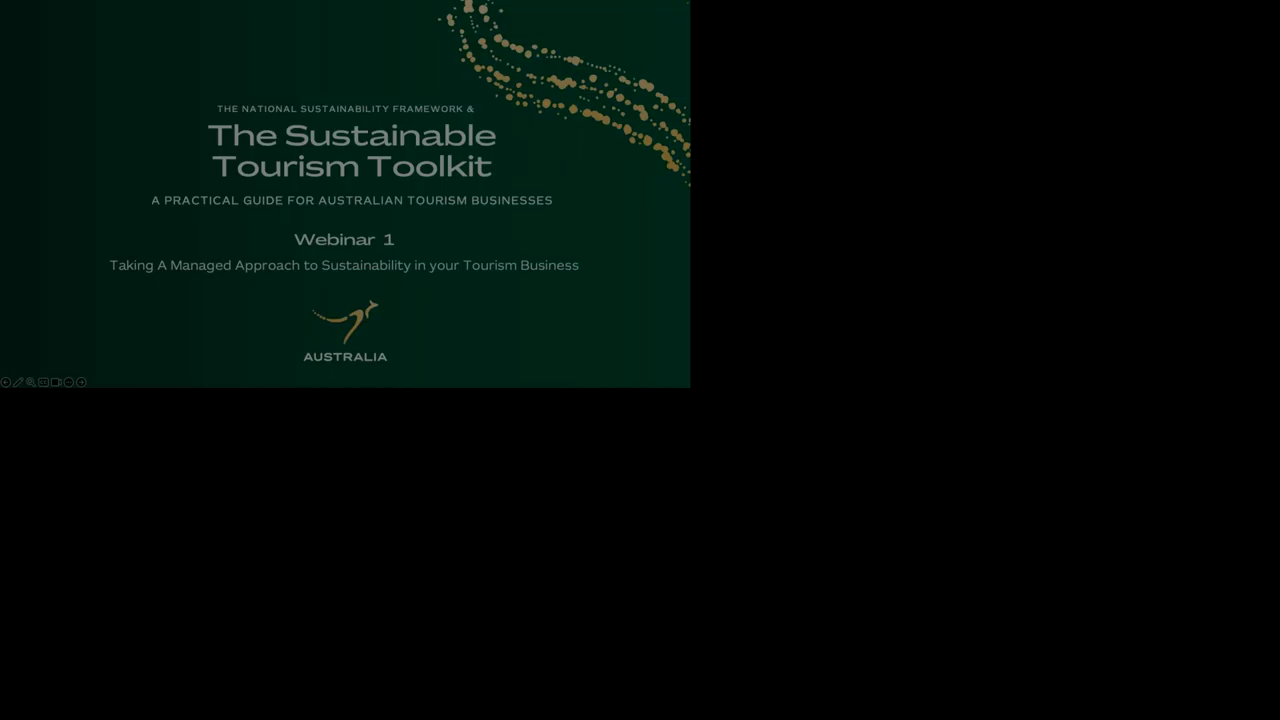 THE NATIONAL SUSTAINABILITY FRAMEWORK &
The Sustainable
Tourism Toolkit
A PRACTICAL GUIDE FOR AUSTRALIAN TOURISM BUSINESSES
Webinar 1
Taking A Managed Approach to Sustainability in your Tourism Business
AUSTRALIA